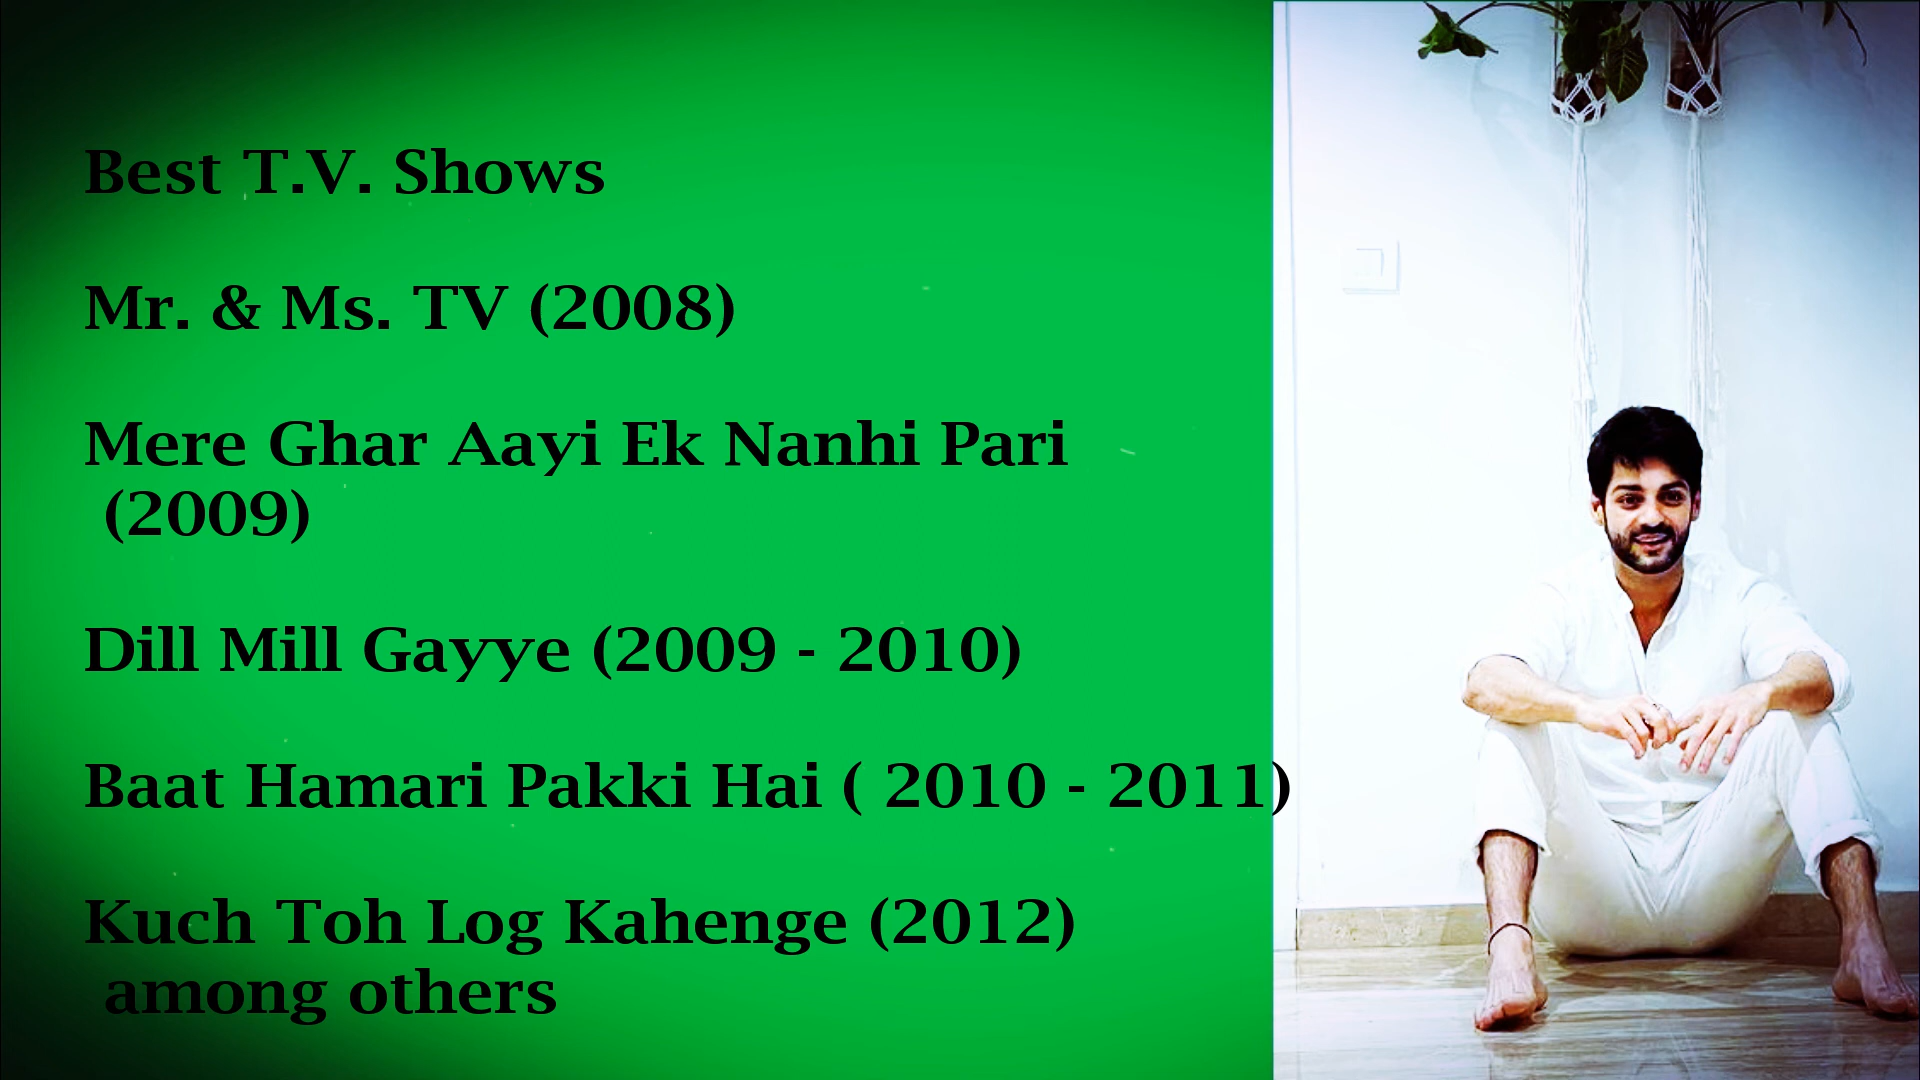 Best T.V. Shows
Mr. & Ms. TV (2008)
Mere Ghar Aayi Ek Nanhi Pari
(2009)
Dill Mill Gayye (2009 - 2010)
Baat Hamari Pakki Hai ( 2010 - 2011)
Kuch Toh Log Kahenge (2012)
among others